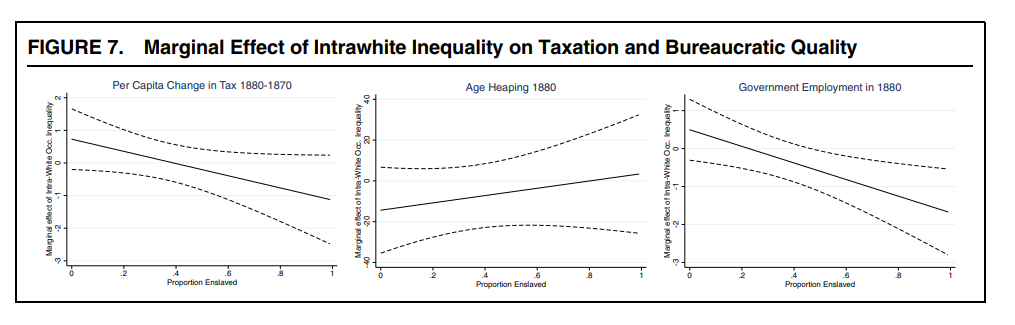 FIGURE 7. Marginal Effect of Intrawhite Inequality on Taxation and Bureaucratic Quality
Per Capita Change in Tax 1880-1870
Marginal effect of Intra-White Occ. Inequality
2
1
0
-1
-2
-3
0 .2 .4 .6 .8 1
Proportion Enslaved
Age Heaping 1880
Marginal effect of Intra-White Occ. Inequality
40
20
0
-20
-40
0 .2 .4 .6 .8 1
Proportion Enslaved
Government Employment in 1880
Marginal effect of Intra-White Occ. Inequality
1
0
-1
-2
-3
0 .2 .4 .6 .8 1
Proportion Enslaved